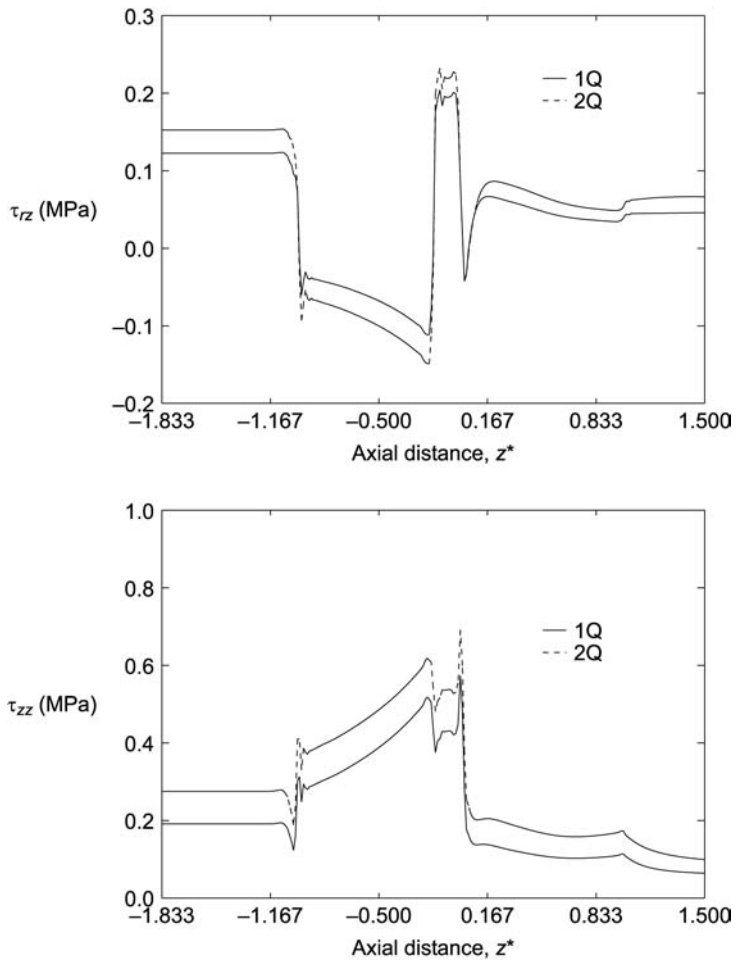 0.3
1Q
2Q
0.2
0.1
τrz (MPa)
0.0
–0.1
–0.2
–1.833 –1.167 –0.500 0.167 0.833 1.500
Axial distance, z*
1.0
0.8
1Q
2Q
0.6
τzz (MPa)
0.4
0.2
0.0
–1.833 –1.167 –0.500 0.167 0.833 1.500
Axial distance, z*